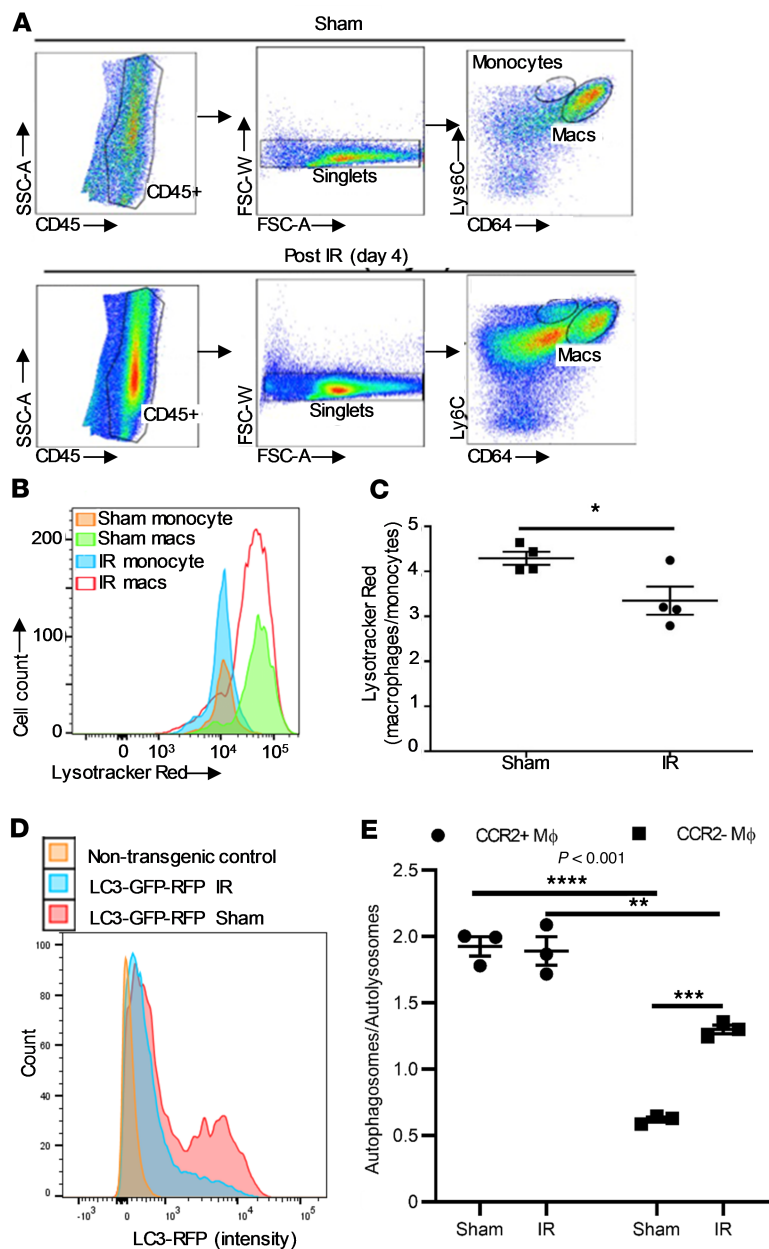 A
Sham
SSC-A
CD45+
CD45
FSC-W
Singlets
FSC-A
Monocytes
Macs
Lys6C
CD64
Post IR (day 4)
SSC-A
CD45+
CD45
FSC-W
Singlets
FSC-A
Macs
Ly6C
CD64
B
Sham monocyte
Sham macs
IR monocyte
IR macs
Cell count
200
100
0
0 10³ 10⁴ 10⁵
Lysotracker Red
C
*
Lysotracker Red
(macrophages/monocytes)
5
4
3
2
1
0
Sham IR
D
Non-transgenic control
LC3-GFP-RFP IR
LC3-GFP-RFP Sham
Count
100
80
60
40
20
0
-10³ 0 10³ 10⁴ 10⁵
LC3-RFP (intensity)
E
CCR2+ Mϕ CCR2- Mϕ
P < 0.001
****
**
***
Autophagosomes/Autolysosomes
2.5
2.0
1.5
1.0
0.5
0
Sham IR Sham IR